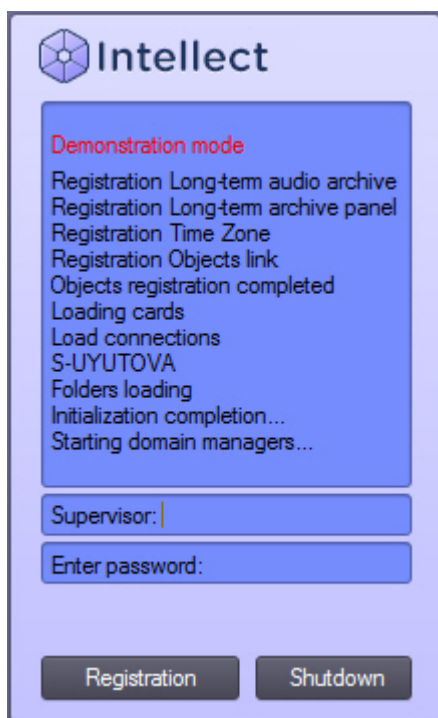 Intellect
Demonstration mode
Registration Long-term audio archive
Registration Long-term archive panel
Registration Time Zone
Registration Objects link
Objects registration completed
Loading cards
Load connections
S-UYUTOVA
Folders loading
Initialization completion...
Starting domain managers...
Supervisor:
Enter password:
Registration Shutdown